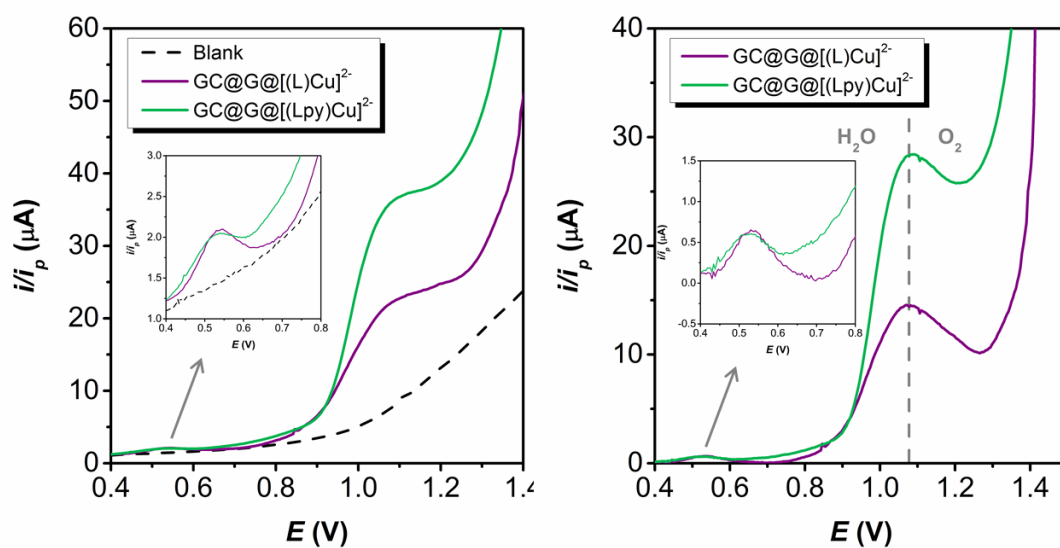 60
50
40
30
20
10
0
i/i_p (μA)
Blank
GC@G@[(L)Cu]²⁻
GC@G@[(Lpy)Cu]²⁻
3.0
2.5
2.0
1.5
1.0
i/i_p (μA)
0.4 0.5 0.6 0.7 0.8
E (V)
0.4 0.6 0.8 1.0 1.2 1.4
E (V)
40
30
20
10
0
i/i_p (μA)
GC@G@[(L)Cu]²⁻
GC@G@[(Lpy)Cu]²⁻
H₂O O₂
1.5
1.0
0.5
0.0
-0.5
i/i_p (μA)
0.4 0.5 0.6 0.7 0.8
E (V)
0.4 0.6 0.8 1.0 1.2 1.4
E (V)